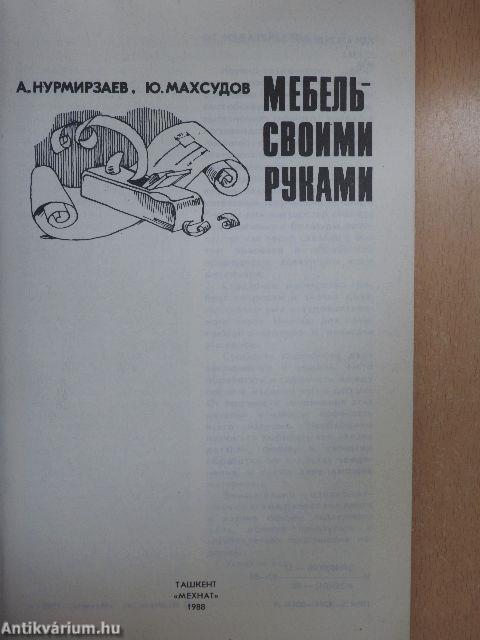 А. НУРМИРЗАЕВ, Ю. МАХСУДОВ
МЕБЕЛЬ-
СВОИМИ
РУКАМИ
ТАШКЕНТ
«МЕХНАТ»
1988
Antikvárium.hu